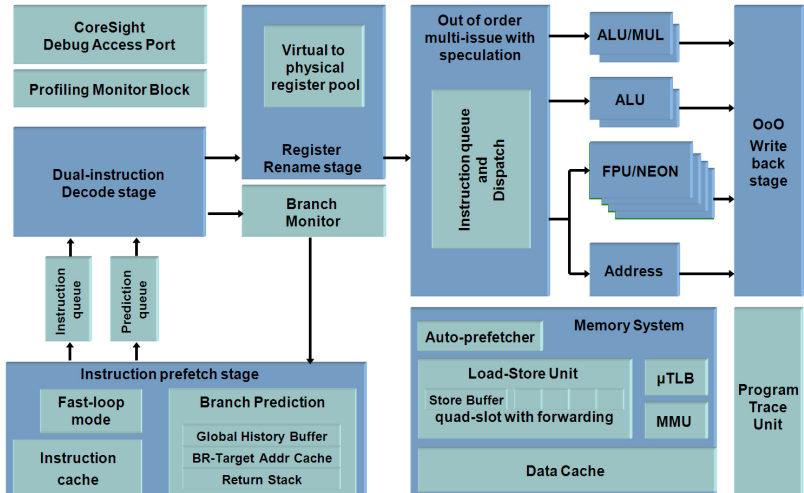 CoreSight
Debug Access Port
Profiling Monitor Block
Virtual to
physical
register pool
Register
Rename stage
Dual-instruction
Decode stage
Branch
Monitor
Instruction
queue
Prediction
queue
Instruction prefetch stage
Fast-loop
mode
Instruction
cache
Branch Prediction
Global History Buffer
BR-Target Addr Cache
Return Stack
Out of order
multi-issue with
speculation
Instruction queue
and
Dispatch
ALU/MUL
ALU
FPU/NEON
Address
OoO
Write
back
stage
Memory System
Auto-prefetcher
Load-Store Unit
Store Buffer
quad-slot with forwarding
µTLB
MMU
Data Cache
Program
Trace
Unit